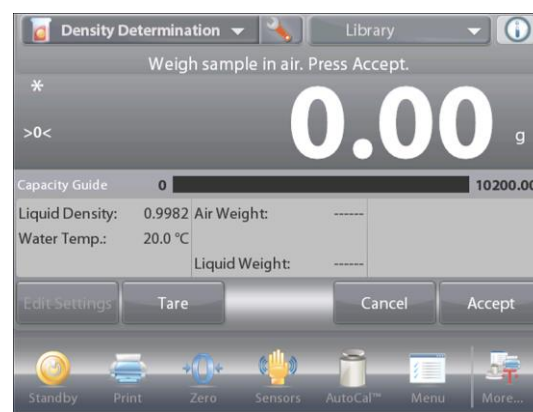 Density Determination Library
Weigh sample in air. Press Accept.
*
>0<
0.00 g
Capacity Guide 0 10200.00
Liquid Density: 0.9982 Air Weight: ------
Water Temp.: 20.0 °C
Liquid Weight: ------
Edit Settings Tare Cancel Accept
Standby Print Zero Sensors AutoCal™ Menu More...